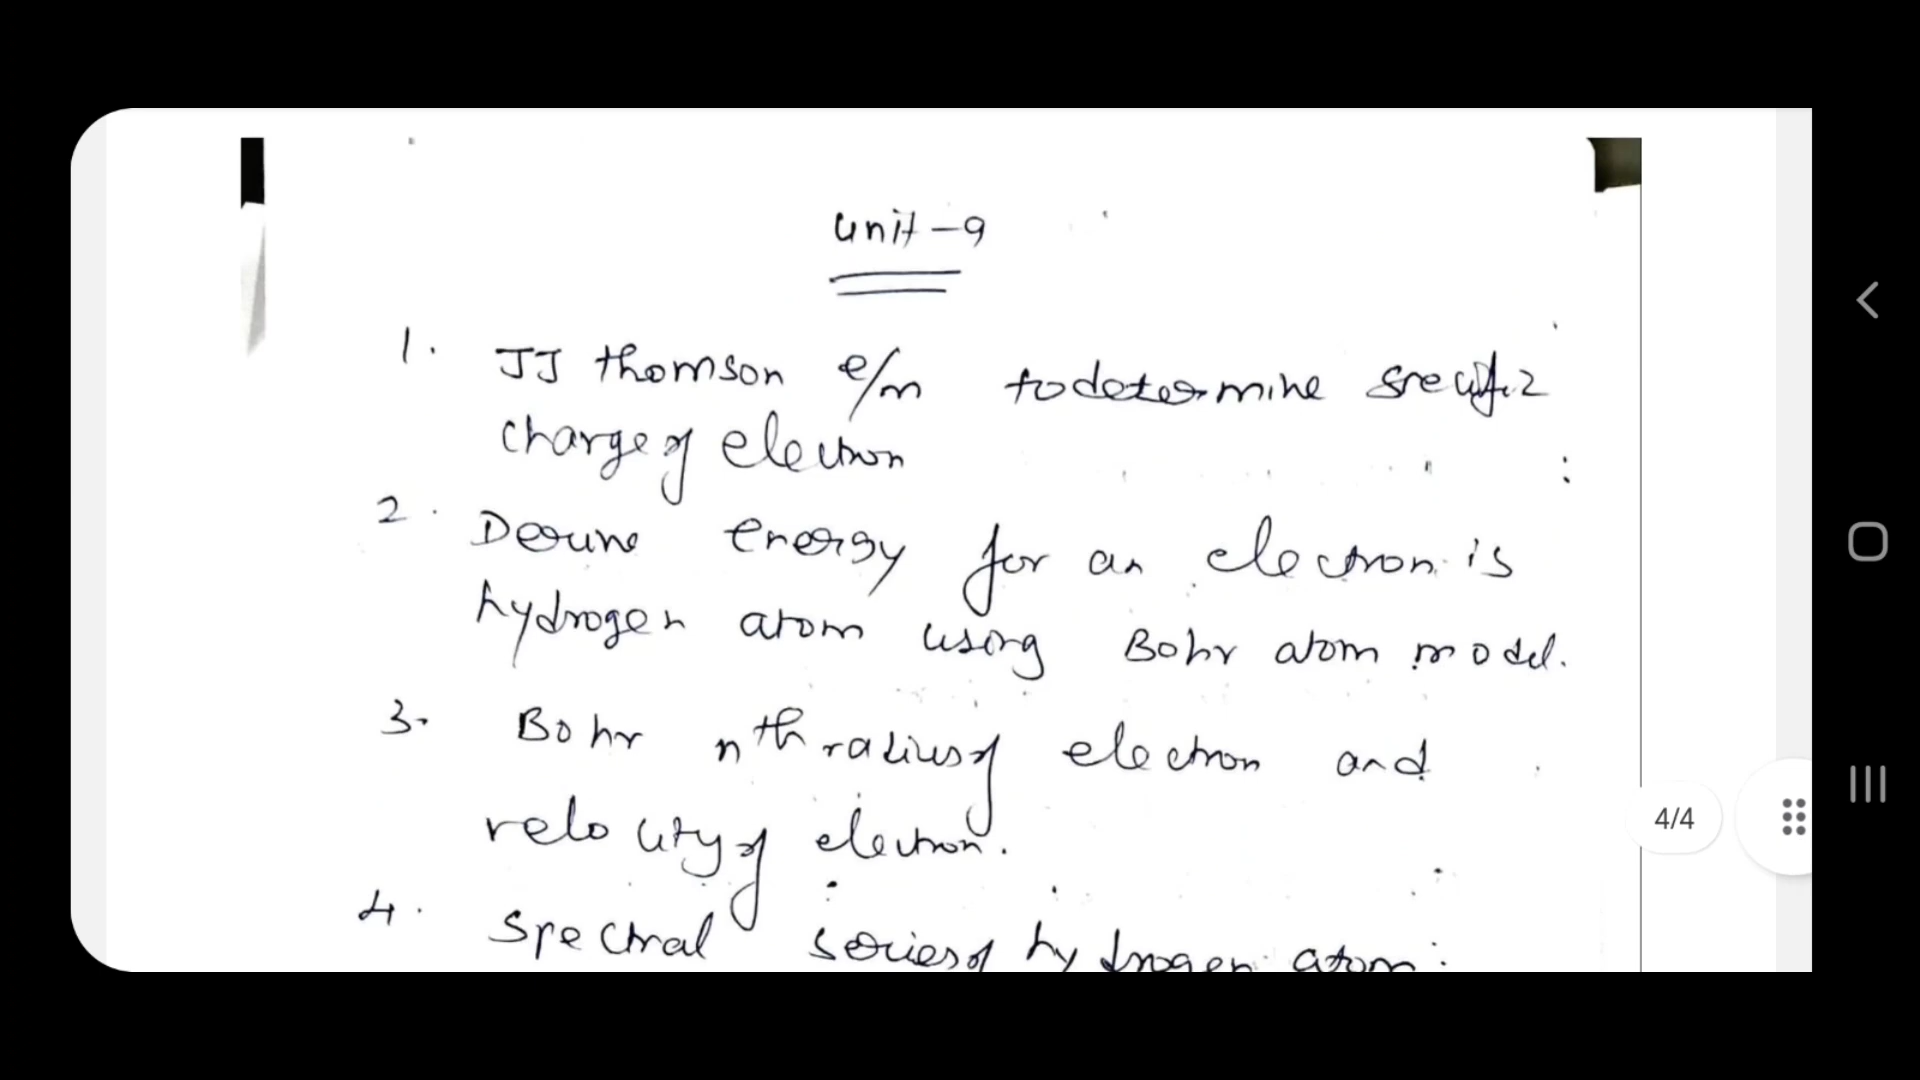 Unit-9
1. JJ thomson e/m to determine specific
charge of electron
2. Derive energy for an electron is
hydrogen atom using Bohr atom model.
3. Bohr nth radius of electron and
velocity of electron.
4. Spectral series of hydrogen atom.
4/4